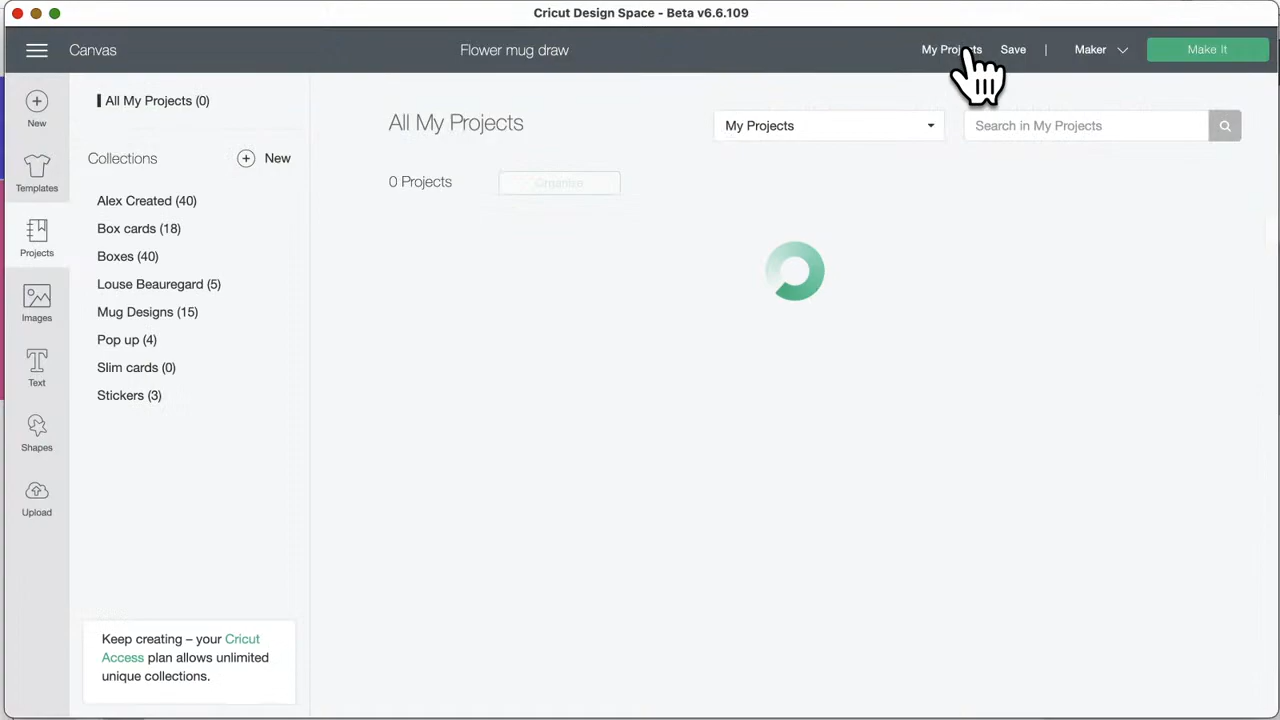 Cricut Design Space - Beta v6.6.109
Canvas
Flower mug draw
My Projects
Save
|
Maker
Make It
New
Templates
Projects
Images
Text
Shapes
Upload
All My Projects (0)
Collections
New
Alex Created (40)
Box cards (18)
Boxes (40)
Louse Beauregard (5)
Mug Designs (15)
Pop up (4)
Slim cards (0)
Stickers (3)
Keep creating – your Cricut
Access plan allows unlimited
unique collections.
All My Projects
My Projects
Search in My Projects
0 Projects
Organize